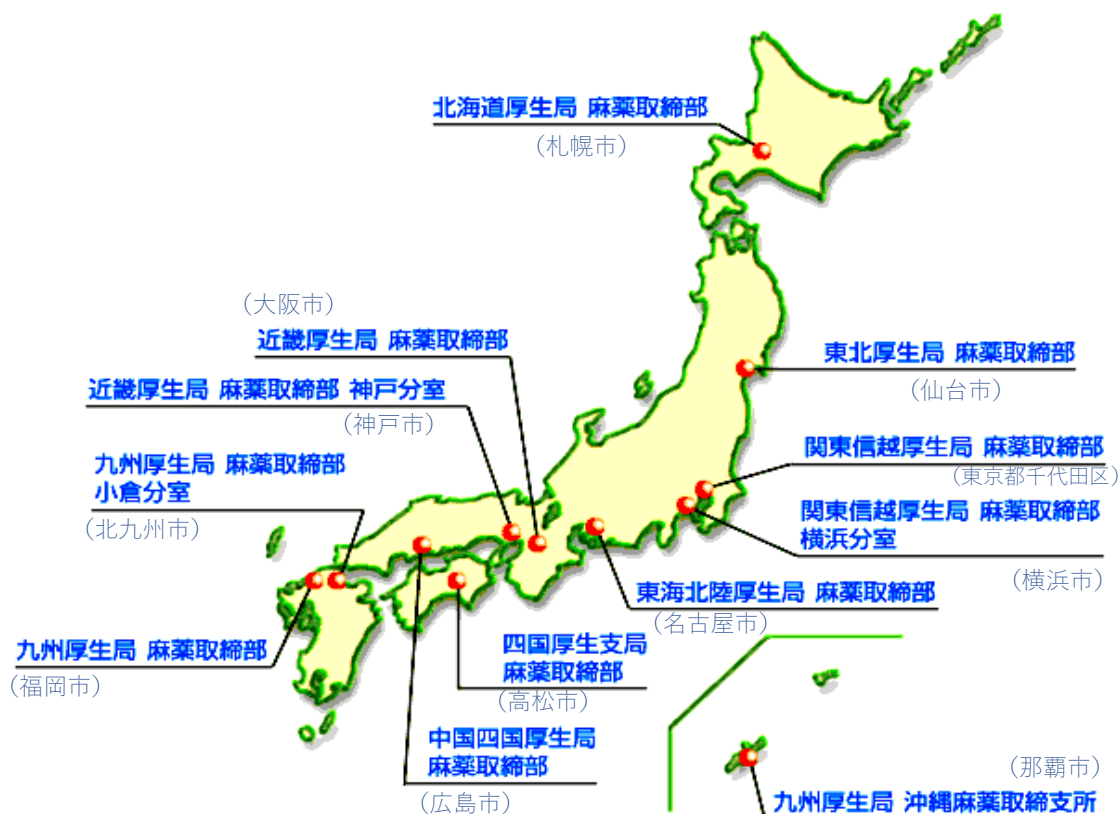 北海道厚生局 麻薬取締部
(札幌市)
(大阪市)
近畿厚生局 麻薬取締部
東北厚生局 麻薬取締部
(仙台市)
近畿厚生局 麻薬取締部 神戸分室
(神戸市)
関東信越厚生局 麻薬取締部
(東京都千代田区)
九州厚生局 麻薬取締部
小倉分室
(北九州市)
関東信越厚生局 麻薬取締部
横浜分室
(横浜市)
東海北陸厚生局 麻薬取締部
(名古屋市)
九州厚生局 麻薬取締部
(福岡市)
四国厚生支局
麻薬取締部
(高松市)
中国四国厚生局
麻薬取締部
(広島市)
(那覇市)
九州厚生局 沖縄麻薬取締支所